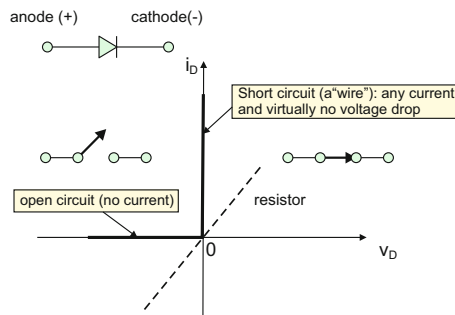 anode (+) cathode(-)
i_D
Short circuit (a“wire”): any current
and virtually no voltage drop
resistor
open circuit (no current)
0
v_D